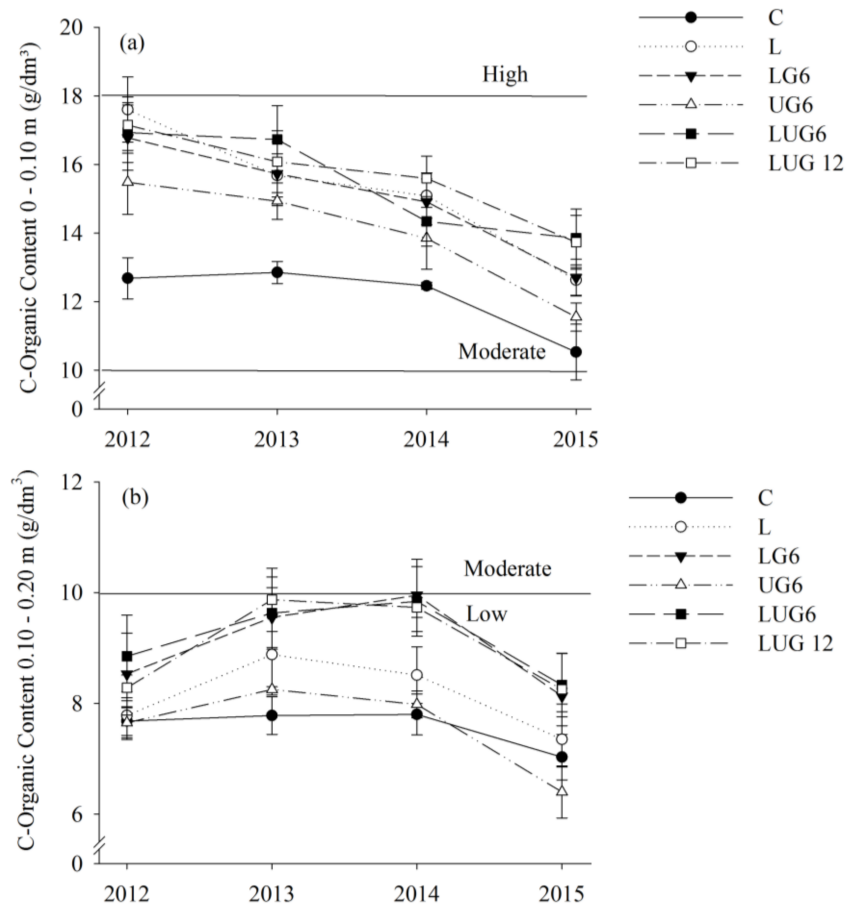 C-Organic Content 0 - 0.10 m (g/dm³)
20
18
16
14
12
10
0
(a)
High
Moderate
2012 2013 2014 2015
C
L
LG6
UG6
LUG6
LUG 12
C-Organic Content 0.10 - 0.20 m (g/dm³)
12
10
8
6
0
(b)
Moderate
Low
2012 2013 2014 2015
C
L
LG6
UG6
LUG6
LUG 12